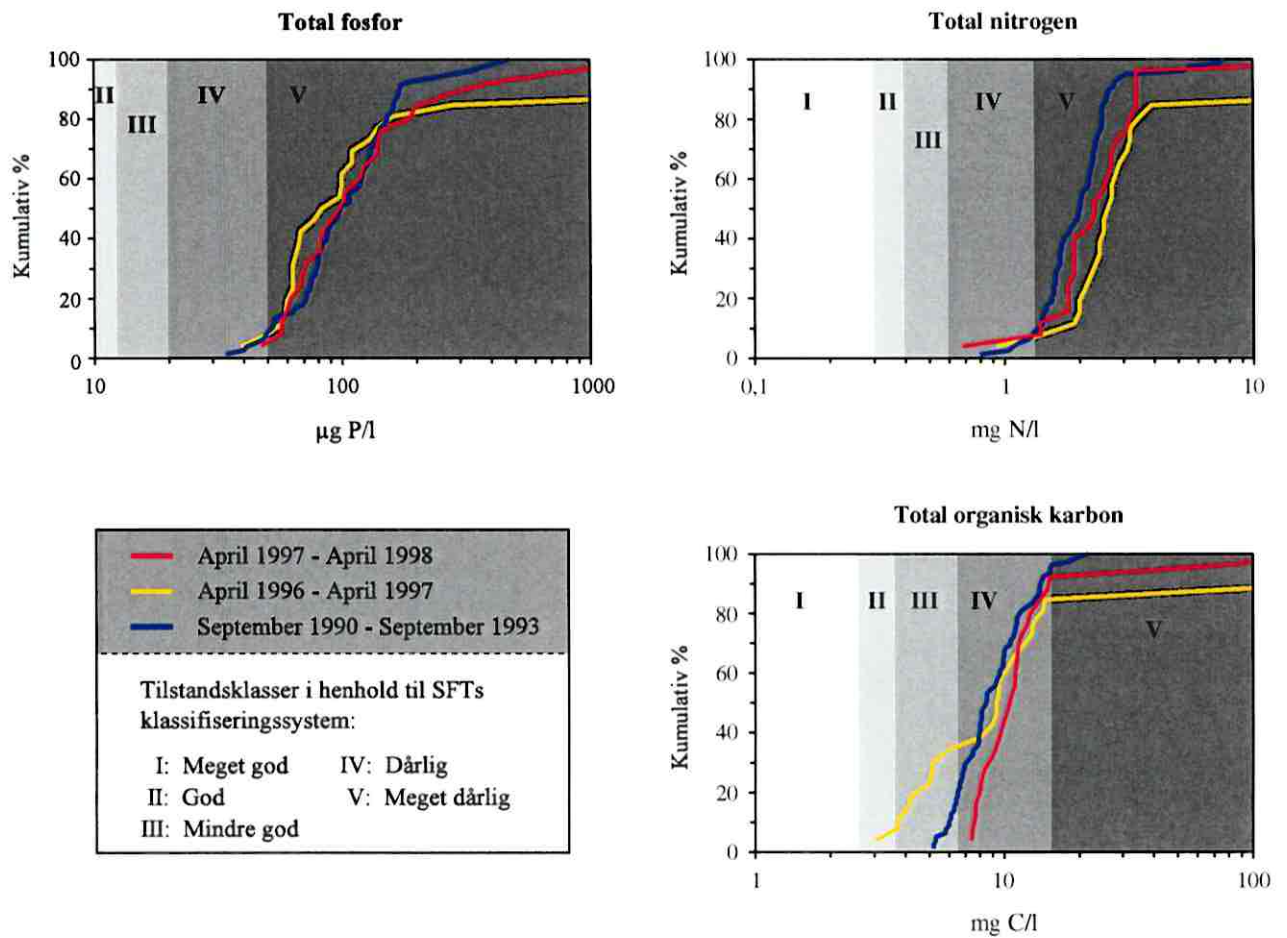 Total fosfor
Kumulativ %
100
80
60
40
20
0
II
III
IV
V
10
100
1000
µg P/l
Total nitrogen
Kumulativ %
100
80
60
40
20
0
I
II
III
IV
V
0,1
1
10
mg N/l
April 1997 - April 1998
April 1996 - April 1997
September 1990 - September 1993
Tilstandsklasser i henhold til SFTs
klassifiseringssystem:
I: Meget god IV: Dårlig
II: God V: Meget dårlig
III: Mindre god
Total organisk karbon
Kumulativ %
100
80
60
40
20
0
I
II
III
IV
V
1
10
100
mg C/l